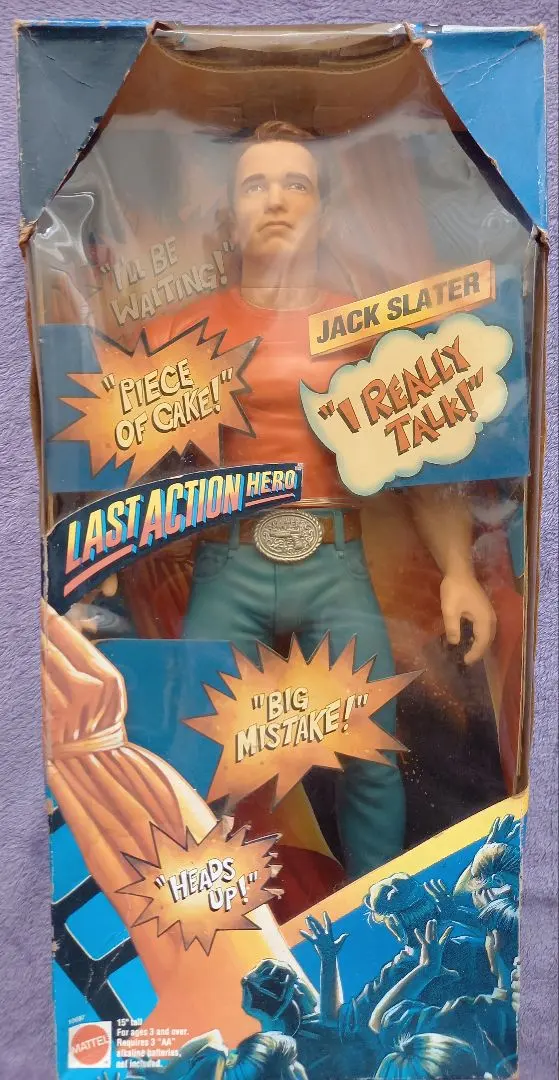 "I'LL BE
WAITING!"
JACK SLATER
"PIECE
OF CAKE!"
"I REALLY
TALK!"
LAST ACTION HERO
"BIG
MISTAKE!"
"HEADS
UP!"
MATTEL
15" tall
For ages 3 and over.
Requires 3 "AA"
alkaline batteries,
not included.